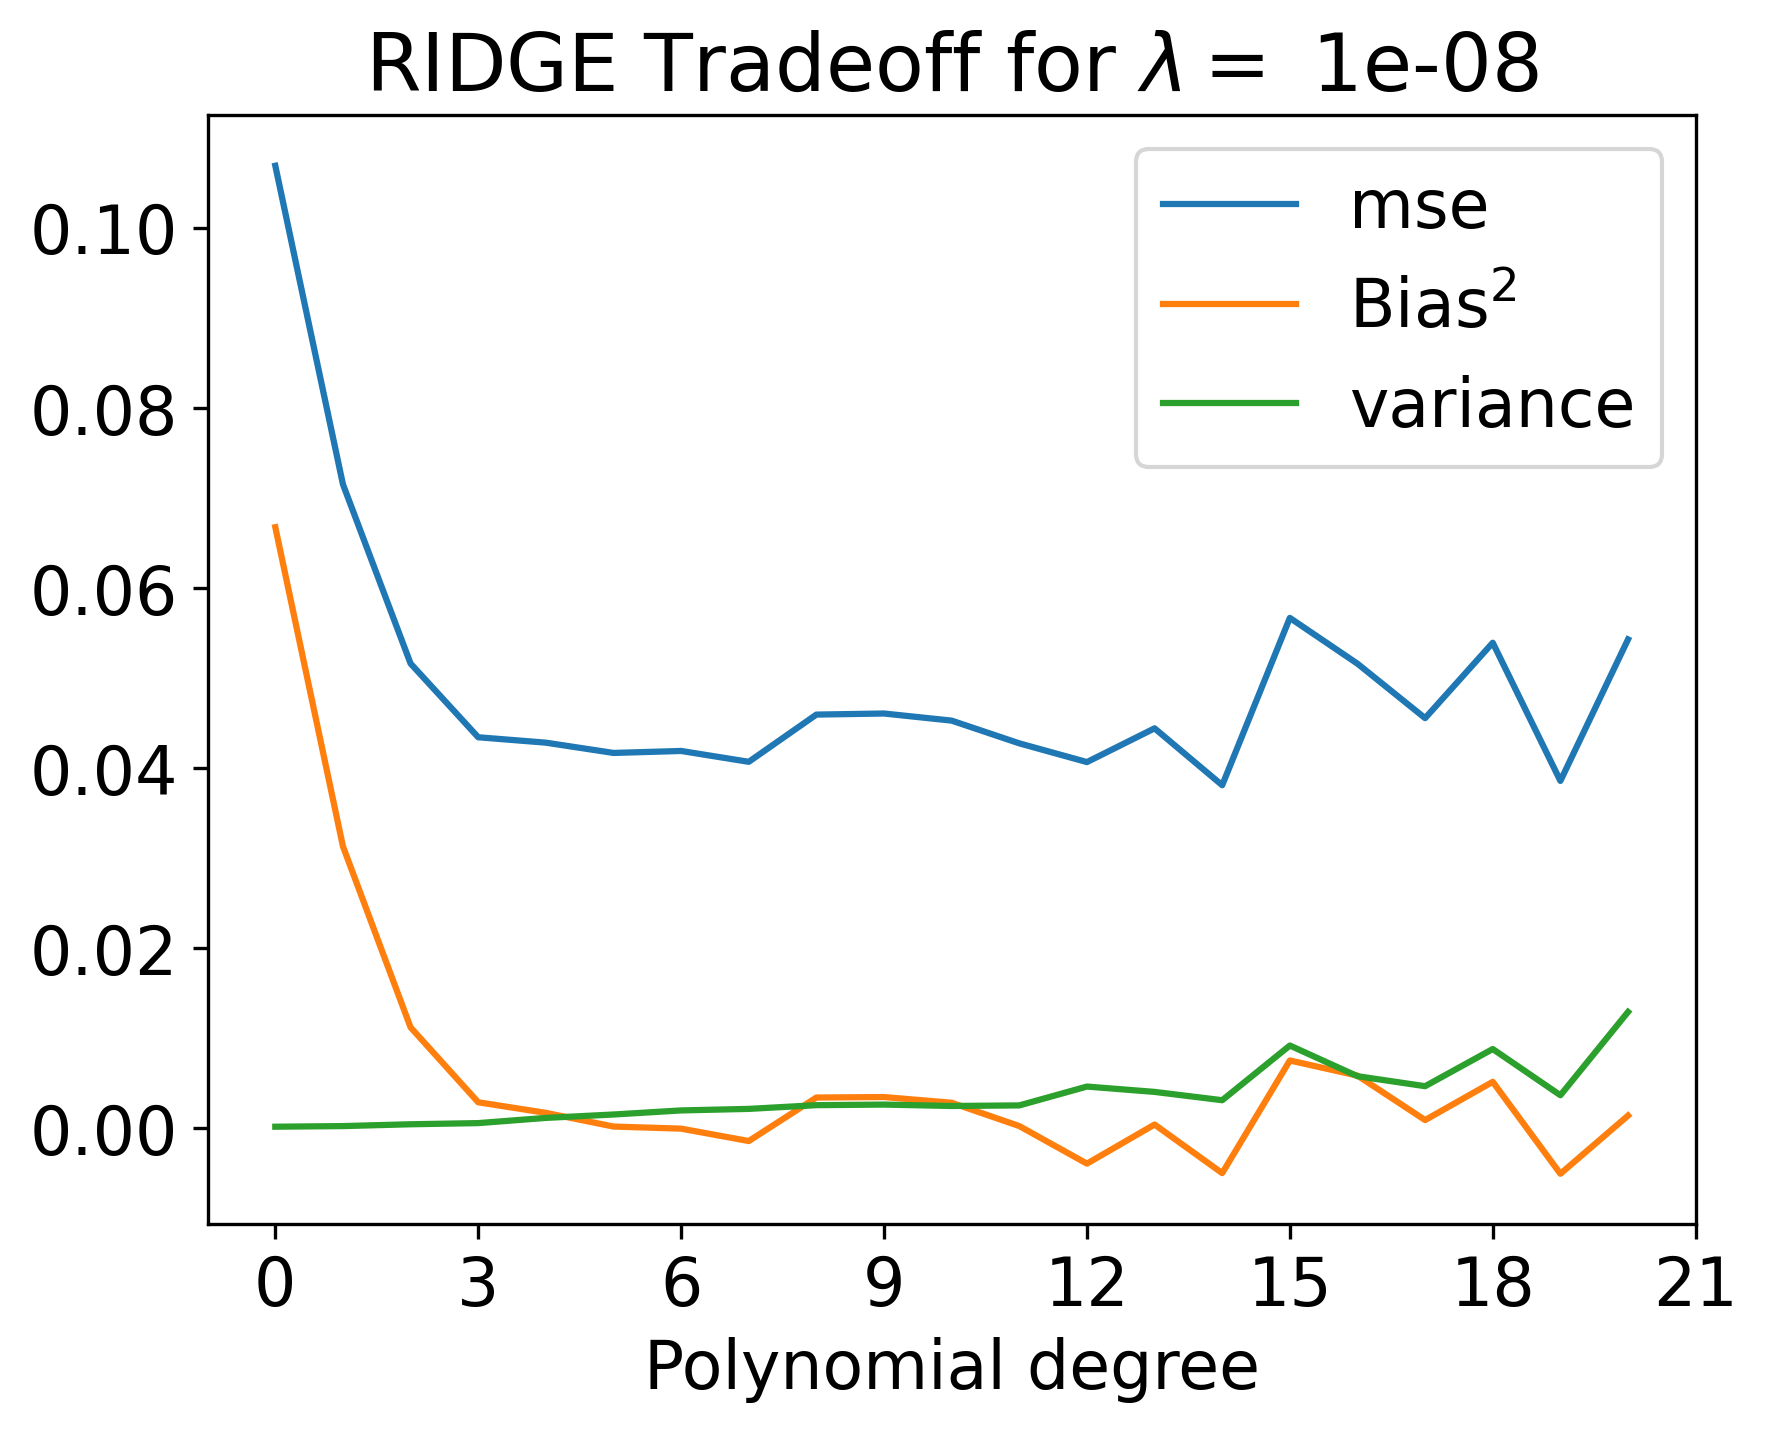 RIDGE Tradeoff for λ = 1e-08
mse
Bias²
variance
0.10
0.08
0.06
0.04
0.02
0.00
0 3 6 9 12 15 18 21
Polynomial degree